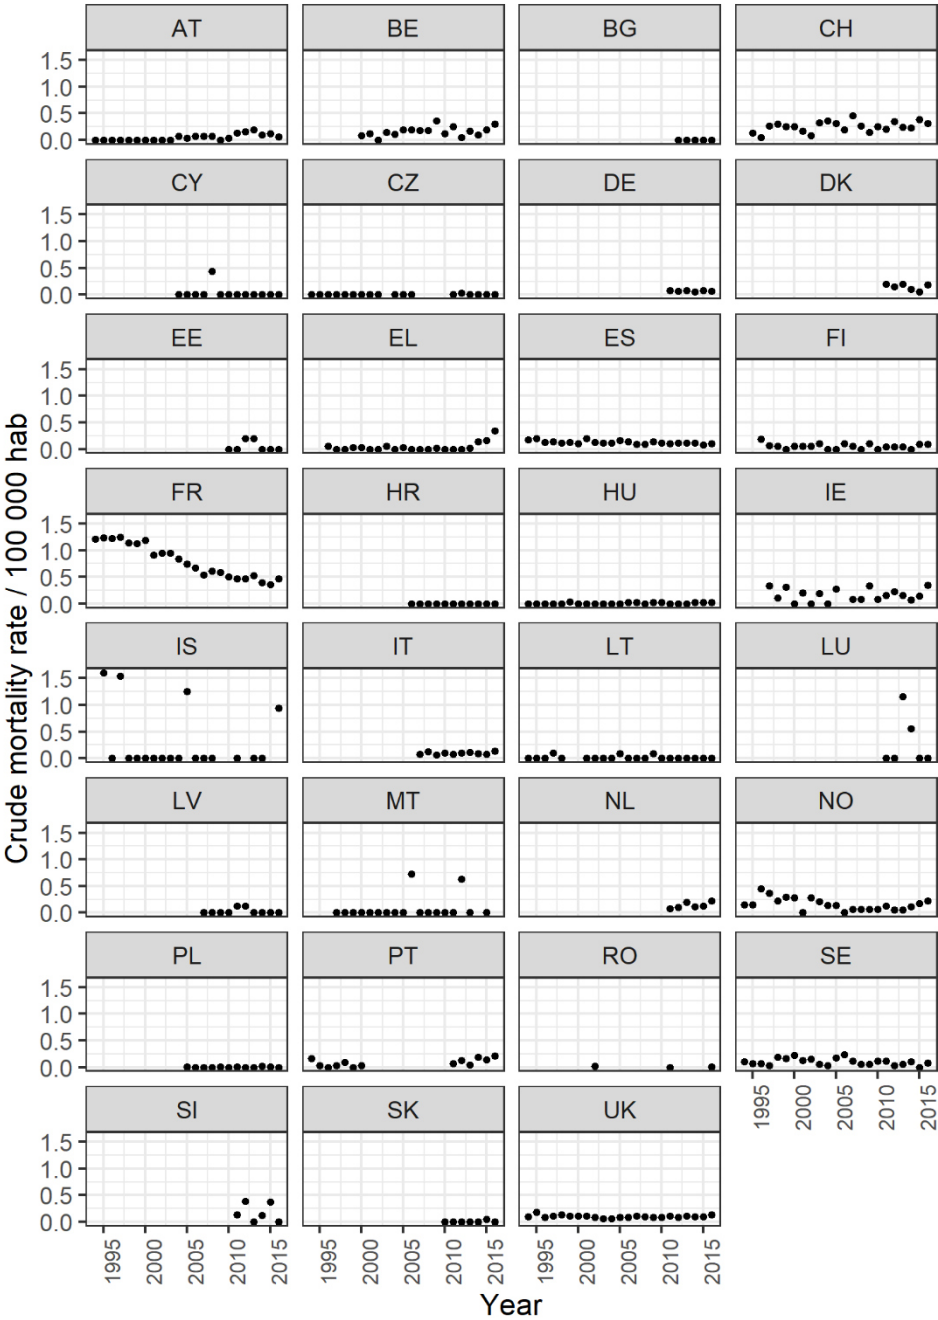 AT BE BG CH
1.5
1.0
0.5
0.0
CY CZ DE DK
1.5
1.0
0.5
0.0
EE EL ES FI
1.5
1.0
0.5
0.0
FR HR HU IE
1.5
1.0
0.5
0.0
IS IT LT LU
1.5
1.0
0.5
0.0
LV MT NL NO
1.5
1.0
0.5
0.0
PL PT RO SE
1.5
1.0
0.5
0.0
1995 2000 2005 2010 2015
SI SK UK
1.5
1.0
0.5
0.0
1995 2000 2005 2010 2015 1995 2000 2005 2010 2015 1995 2000 2005 2010 2015
Year
Crude mortality rate / 100 000 hab